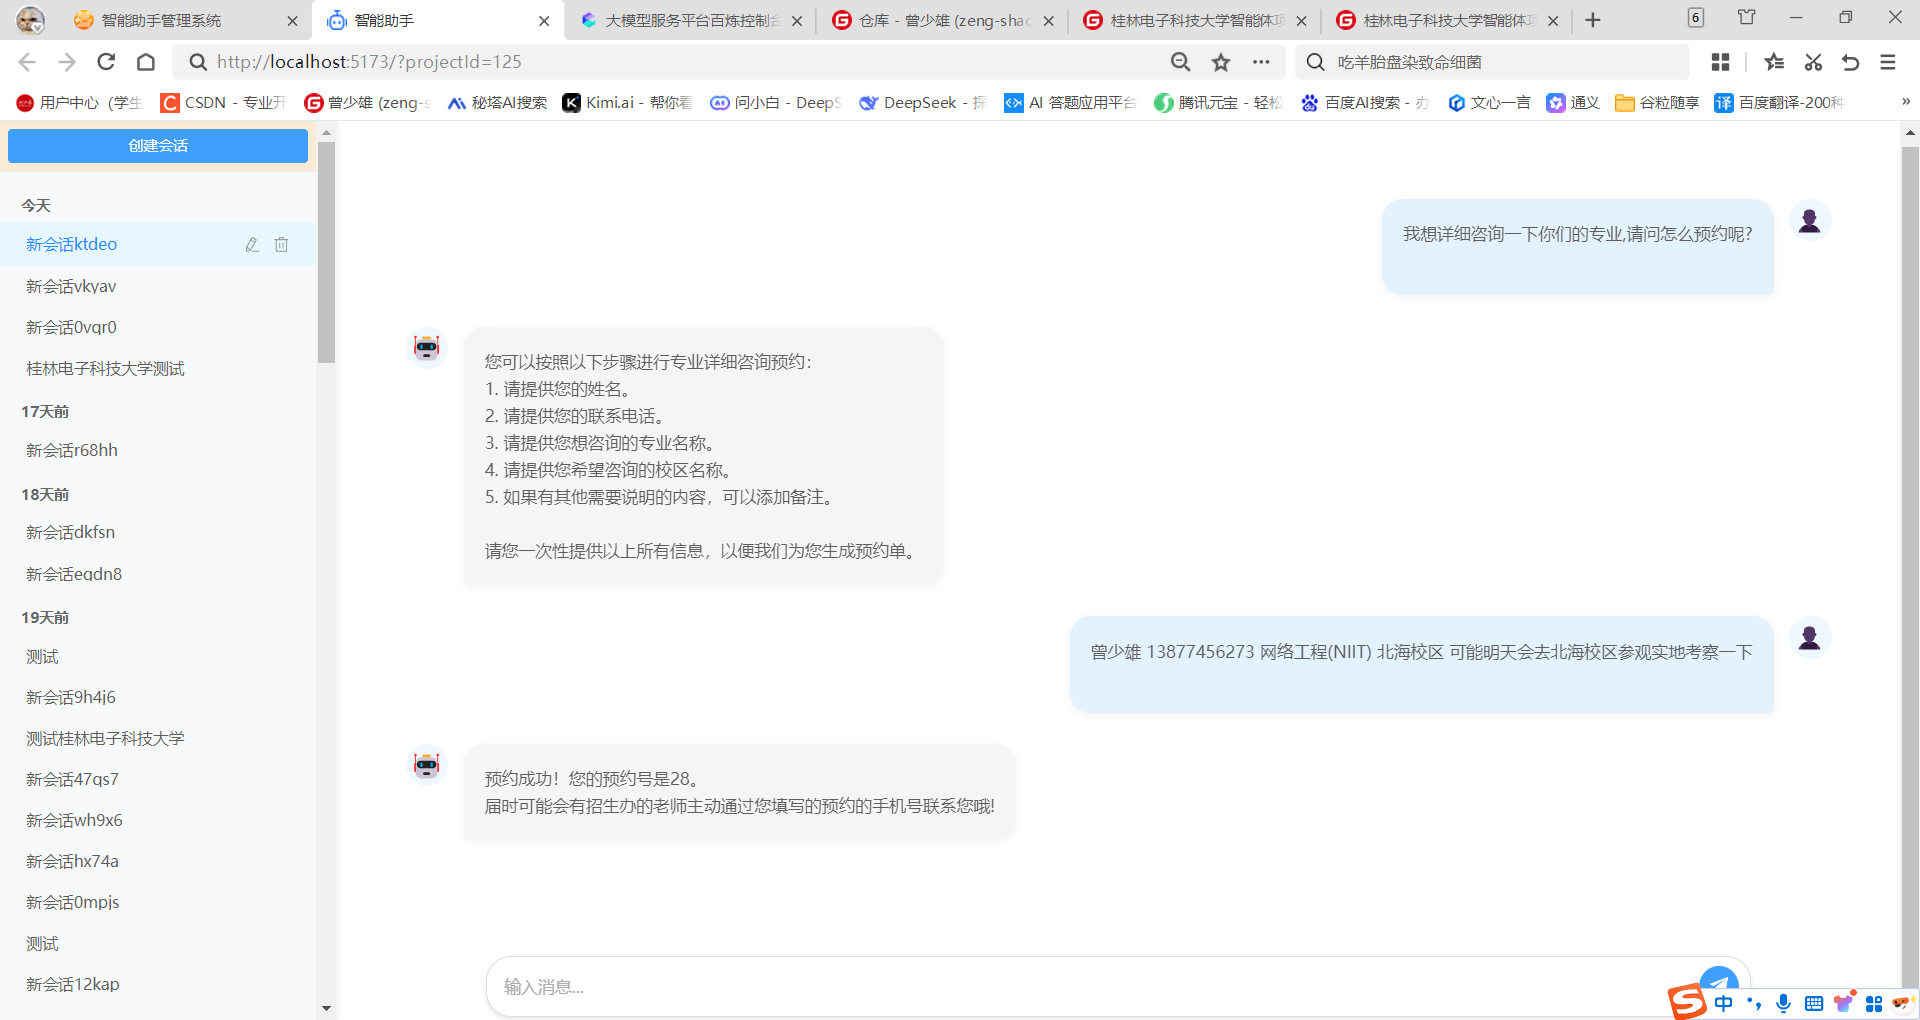 智能助手管理系统
智能助手
大模型服务平台百炼控制台
仓库 - 曾少雄 (zeng-shao
桂林电子科技大学智能体项
桂林电子科技大学智能体项
6
http://localhost:5173/?projectId=125
吃羊胎盘染致命细菌
用户中心（学生
CSDN - 专业开
曾少雄 (zeng-s
秘塔AI搜索
Kimi.ai - 帮你看
问小白 - DeepS
DeepSeek - 探
AI 答题应用平台
腾讯元宝 - 轻松
百度AI搜索 - 办
文心一言
通义
谷粒随享
百度翻译-200种
创建会话
今天
新会话ktdeo
新会话vkyav
新会话0vqr0
桂林电子科技大学测试
17天前
新会话r68hh
18天前
新会话dkfsn
新会话eqdn8
19天前
测试
新会话9h4j6
测试桂林电子科技大学
新会话47qs7
新会话wh9x6
新会话hx74a
新会话0mpjs
测试
新会话12kap
我想详细咨询一下你们的专业,请问怎么预约呢?
您可以按照以下步骤进行专业详细咨询预约：
1. 请提供您的姓名。
2. 请提供您的联系电话。
3. 请提供您想咨询的专业名称。
4. 请提供您希望咨询的校区名称。
5. 如果有其他需要说明的内容，可以添加备注。
请您一次性提供以上所有信息，以便我们为您生成预约单。
曾少雄 13877456273 网络工程(NIIT) 北海校区 可能明天会去北海校区参观实地考察一下
预约成功！您的预约号是28。
届时可能会有招生办的老师主动通过您填写的预约的手机号联系您哦!
输入消息...
中